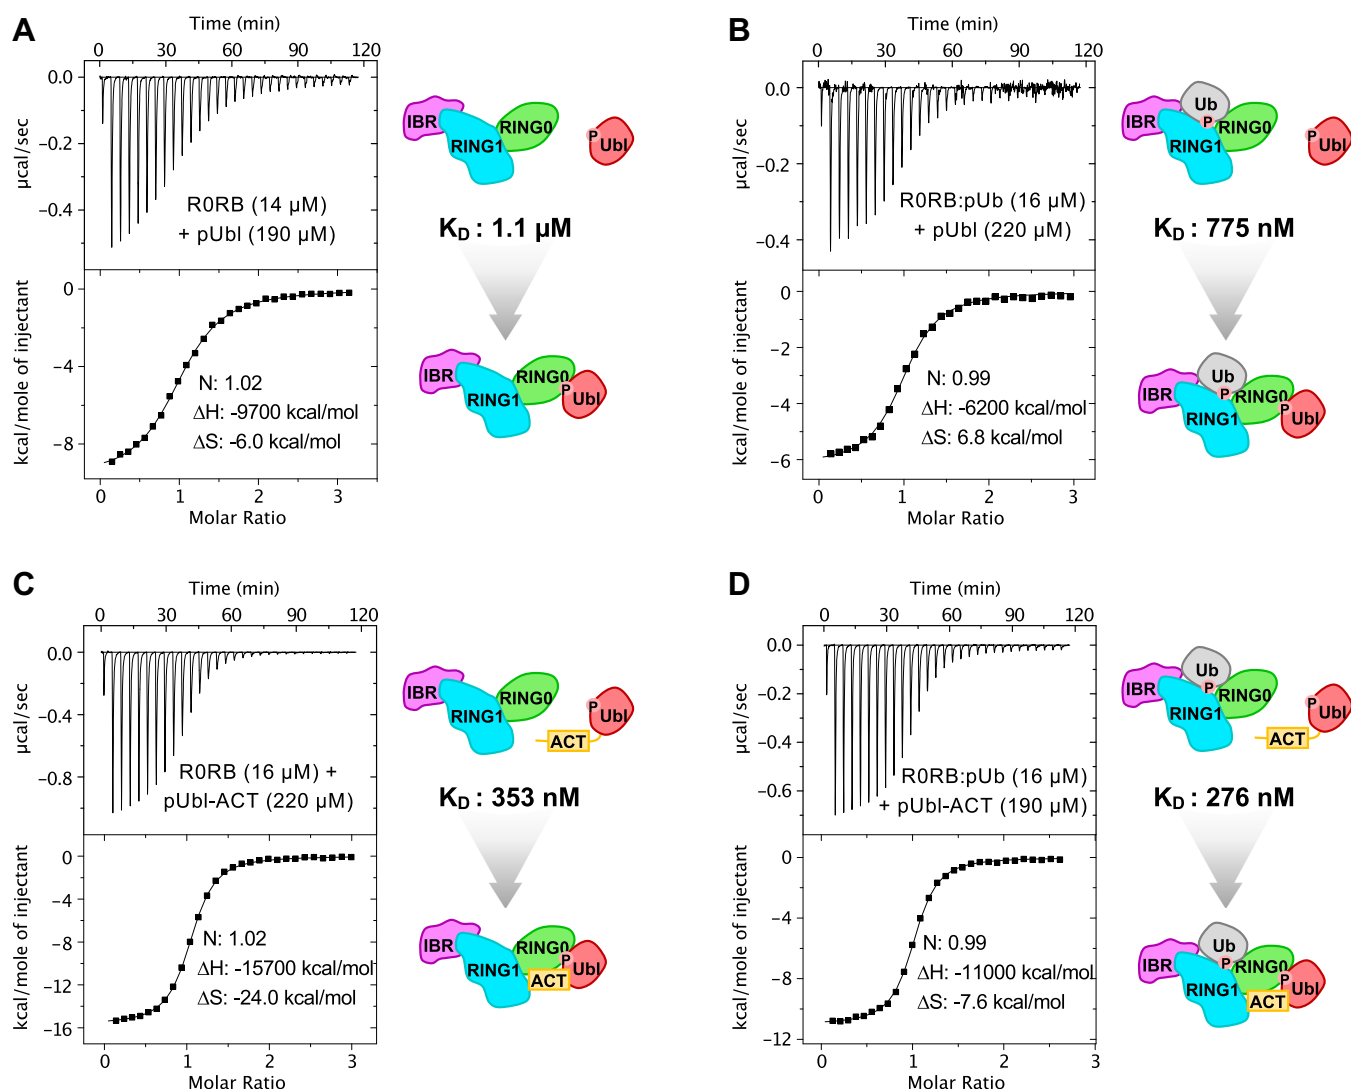 A
Time (min)
0 30 60 90 120
0.0
−0.2
−0.4
µcal/sec
R0RB (14 µM)
+ pUbl (190 µM)
0
−4
−8
kcal/mole of injectant
N: 1.02
ΔH: -9700 kcal/mol
ΔS: -6.0 kcal/mol
0 1 2 3
Molar Ratio
IBR
RING1
RING0
P
Ubl
KD : 1.1 µM
IBR
RING1
RING0
P
Ubl
B
Time (min)
0 30 60 90 120
0.0
−0.2
−0.4
µcal/sec
R0RB:pUb (16 µM)
+ pUbl (220 µM)
0
−2
−4
−6
kcal/mole of injectant
N: 0.99
ΔH: -6200 kcal/mol
ΔS: 6.8 kcal/mol
0 1 2 3
Molar Ratio
Ub
P
IBR
RING1
RING0
P
Ubl
KD : 775 nM
Ub
P
IBR
RING1
RING0
P
Ubl
C
Time (min)
0 30 60 90 120
0.0
−0.4
−0.8
µcal/sec
R0RB (16 µM) +
pUbl-ACT (220 µM)
0
−4
−8
−12
−16
kcal/mole of injectant
N: 1.02
ΔH: -15700 kcal/mol
ΔS: -24.0 kcal/mol
0 1 2 3
Molar Ratio
IBR
RING1
RING0
P
Ubl
ACT
KD : 353 nM
IBR
RING1
RING0
P
Ubl
ACT
D
Time (min)
0 30 60 90 120
0.0
−0.2
−0.4
−0.6
µcal/sec
R0RB:pUb (16 µM)
+ pUbl-ACT (190 µM)
0
−4
−8
−12
kcal/mole of injectant
N: 0.99
ΔH: -11000 kcal/mol
ΔS: -7.6 kcal/mol
0 1 2 3
Molar Ratio
Ub
P
IBR
RING1
RING0
P
Ubl
ACT
KD : 276 nM
Ub
P
IBR
RING1
RING0
P
Ubl
ACT